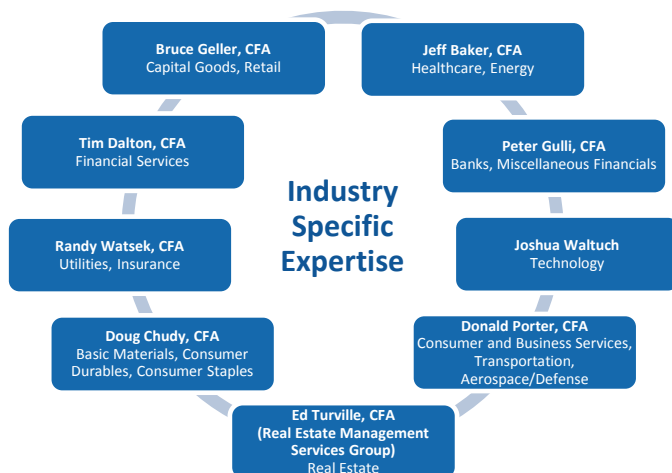 Bruce Geller, CFA
Capital Goods, Retail
Jeff Baker, CFA
Healthcare, Energy
Tim Dalton, CFA
Financial Services
Peter Gulli, CFA
Banks, Miscellaneous Financials
Industry
Specific
Expertise
Randy Watsek, CFA
Utilities, Insurance
Joshua Waltuch
Technology
Doug Chudy, CFA
Basic Materials, Consumer
Durables, Consumer Staples
Donald Porter, CFA
Consumer and Business Services,
Transportation,
Aerospace/Defense
Ed Turville, CFA
(Real Estate Management
Services Group)
Real Estate